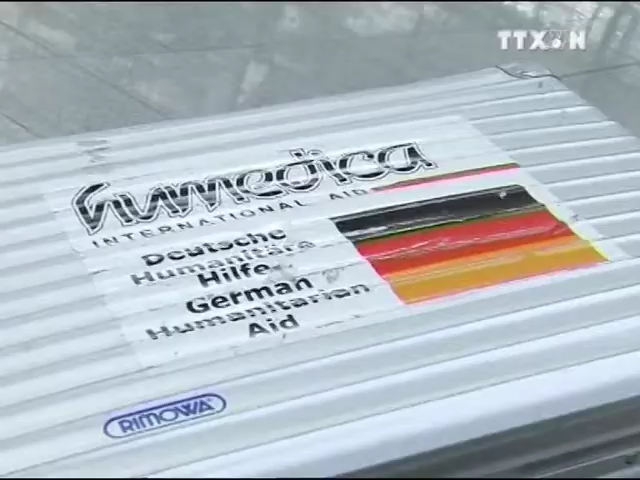 TTXVN
humedica
INTERNATIONAL AID
Deutsche
Humanitäre
Hilfe
German
Humanitarian
Aid
RIMOWA